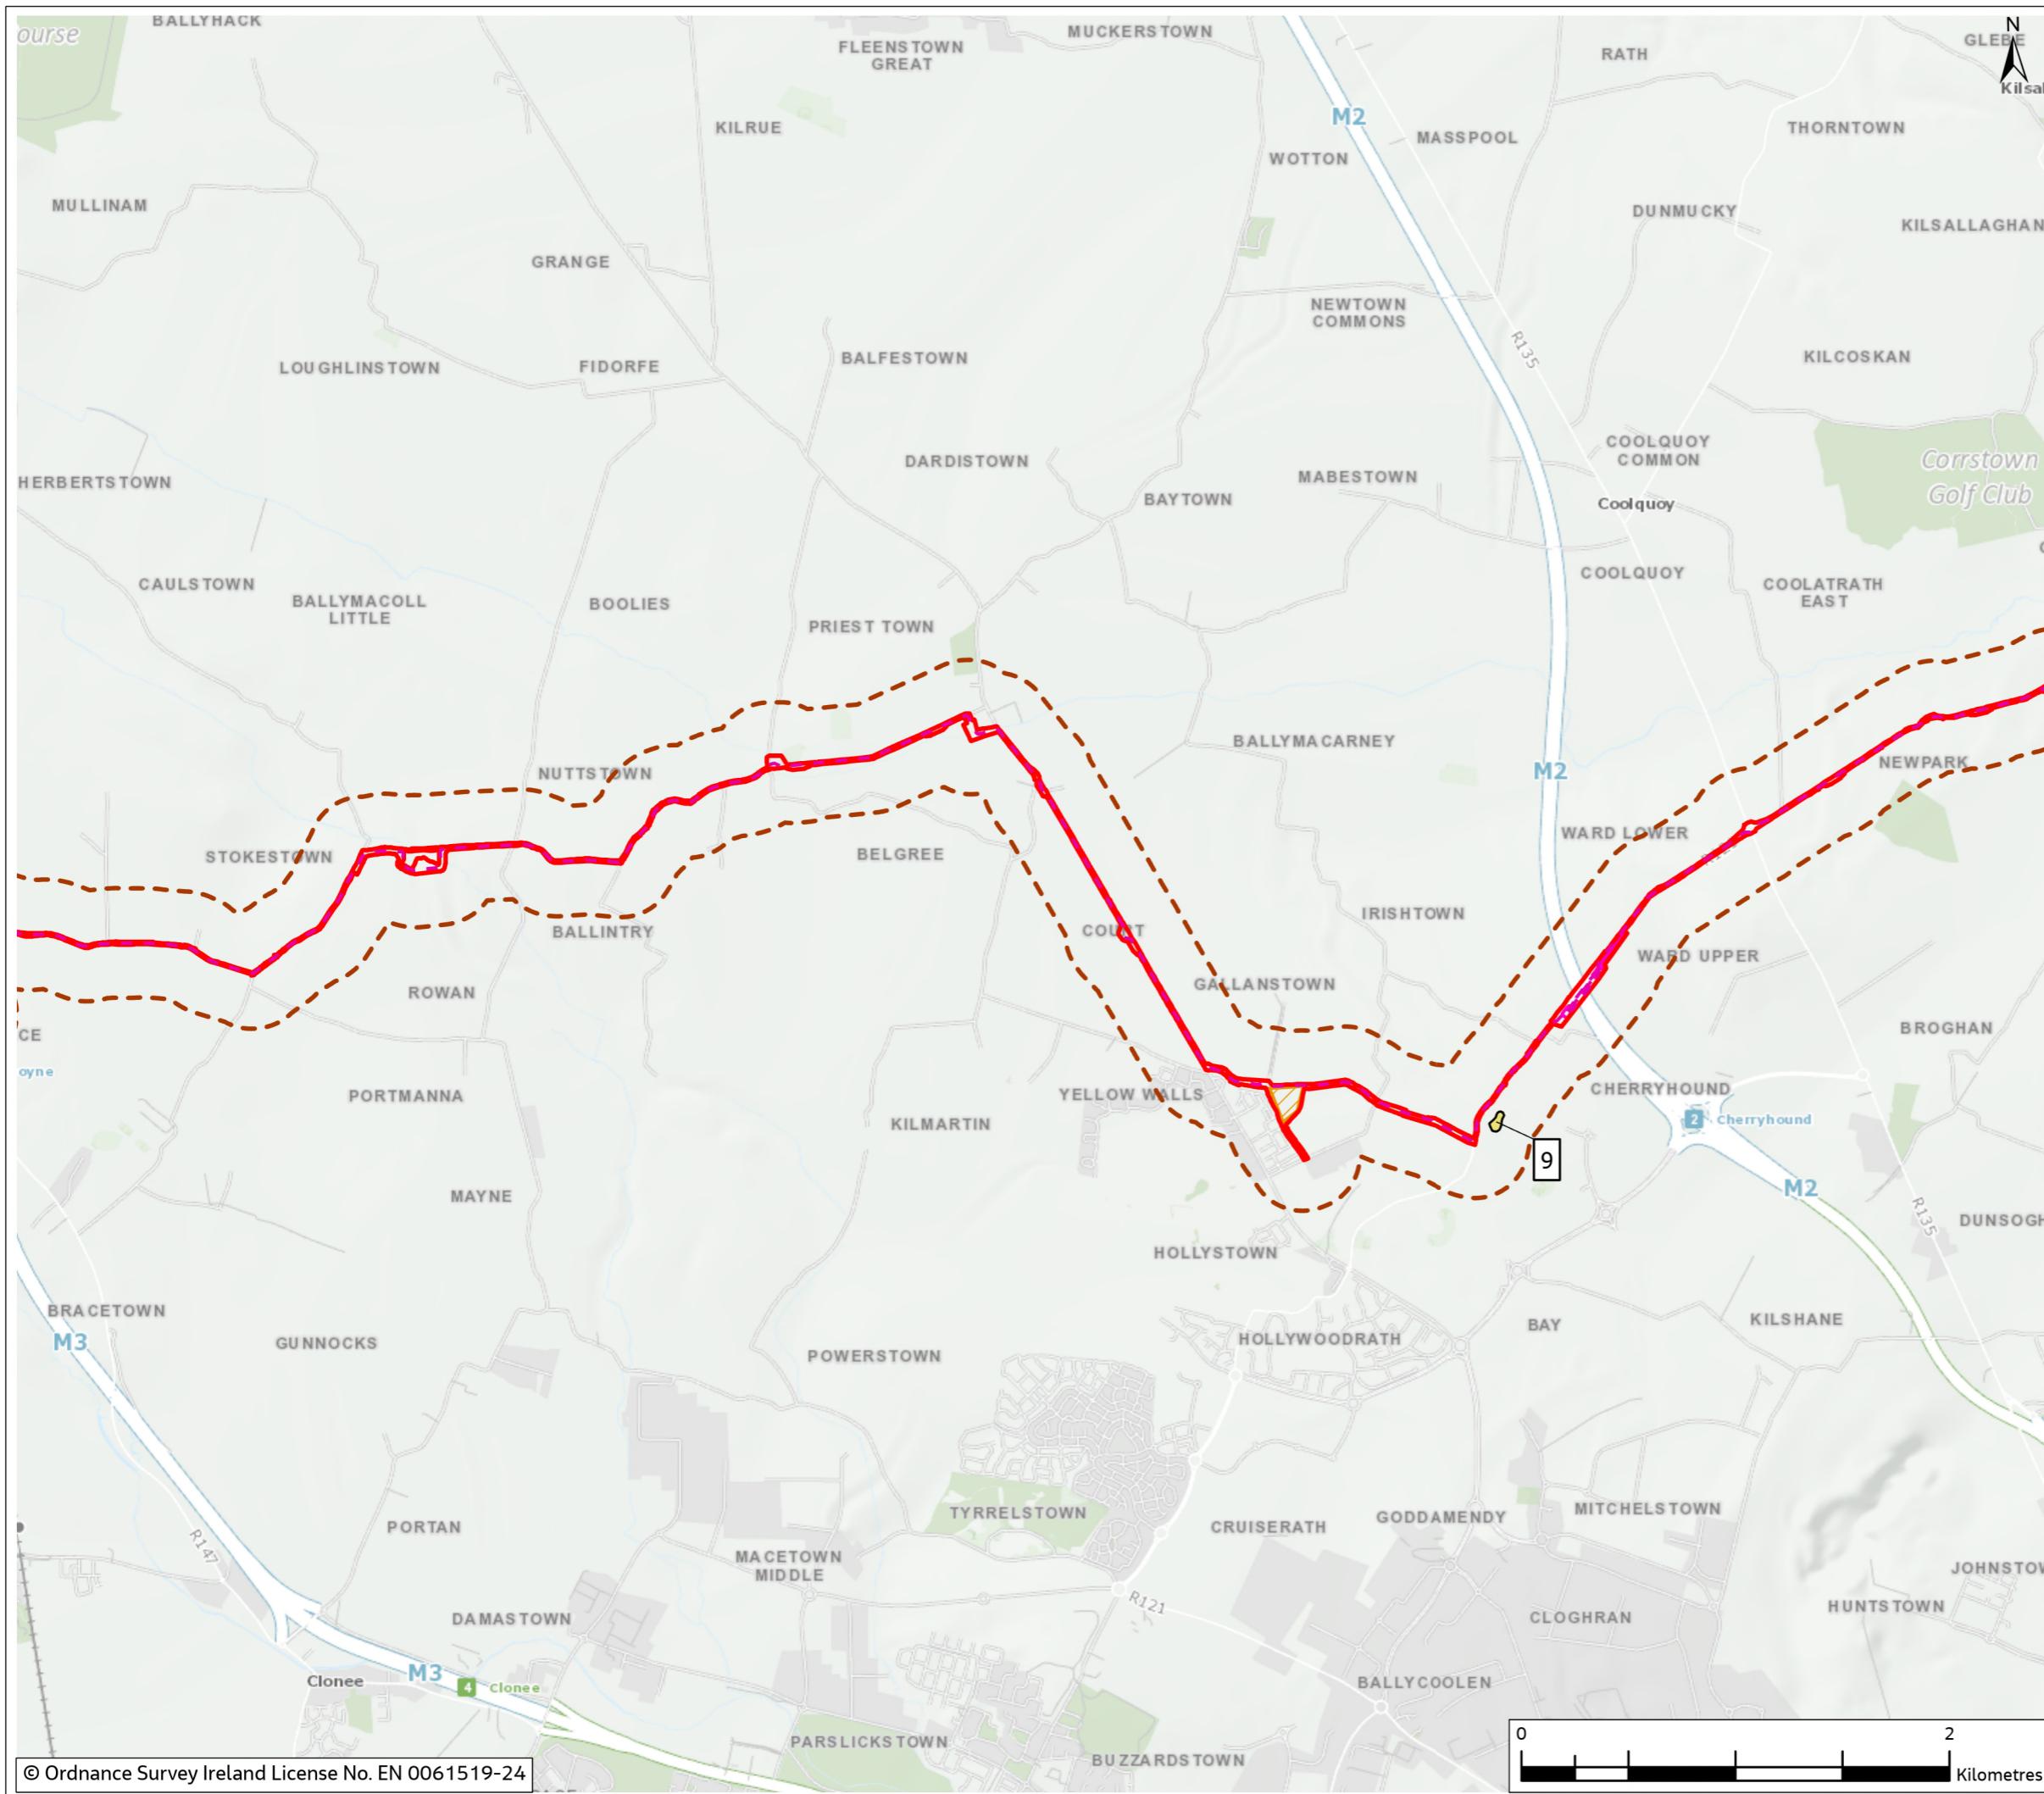 BALLYHACK
ourse
FLEENSTOWN
GREAT
MUCKERSTOWN
RATH
GLEBE
N
M2
KILRUE
MASSPOOL
THORNTOWN
WOTTON
MULLINAM
DUNMUCKY
KILSALLAGHAN
GRANGE
NEWTOWN
COMMONS
R135
LOUGHLINSTOWN
FIDORFE
BALFESTOWN
KILCOSKAN
COOLQUOY
COMMON
Corrstown
Golf Club
HERBERTSTOWN
DARDISTOWN
MABESTOWN
BAYTOWN
Coolquoy
CAULSTOWN
BALLYMACOLL
LITTLE
BOOLIES
COOLQUOY
COOLATRATH
EAST
PRIEST TOWN
BALLYMACARNEY
M2
NEWPARK
NUTTSTOWN
STOKESTOWN
BELGREE
WARD LOWER
BALLINTRY
COURT
IRISHTOWN
WARD UPPER
ROWAN
GALLANSTOWN
CE
BROGHAN
oyne
PORTMANNA
YELLOW WALLS
CHERRYHOUND
KILMARTIN
2 Cherryhound
9
MAYNE
M2
R135
DUNSOGH
HOLLYSTOWN
BRACETOWN
M3
GUNNOCKS
POWERSTOWN
HOLLYWOODRATH
BAY
KILSHANE
PORTAN
R147
TYRRELSTOWN
CRUISERATH
GODDAMENDY
MITCHELSTOWN
MACETOWN
MIDDLE
JOHNSTOW
R121
DAMASTOWN
CLOGHRAN
HUNTSTOWN
Clonee
M3
4 Clonee
BALLYCOOLEN
PARSLICKSTOWN
BUZZARDSTOWN
0 2
Kilometres
© Ordnance Survey Ireland License No. EN 0061519-24